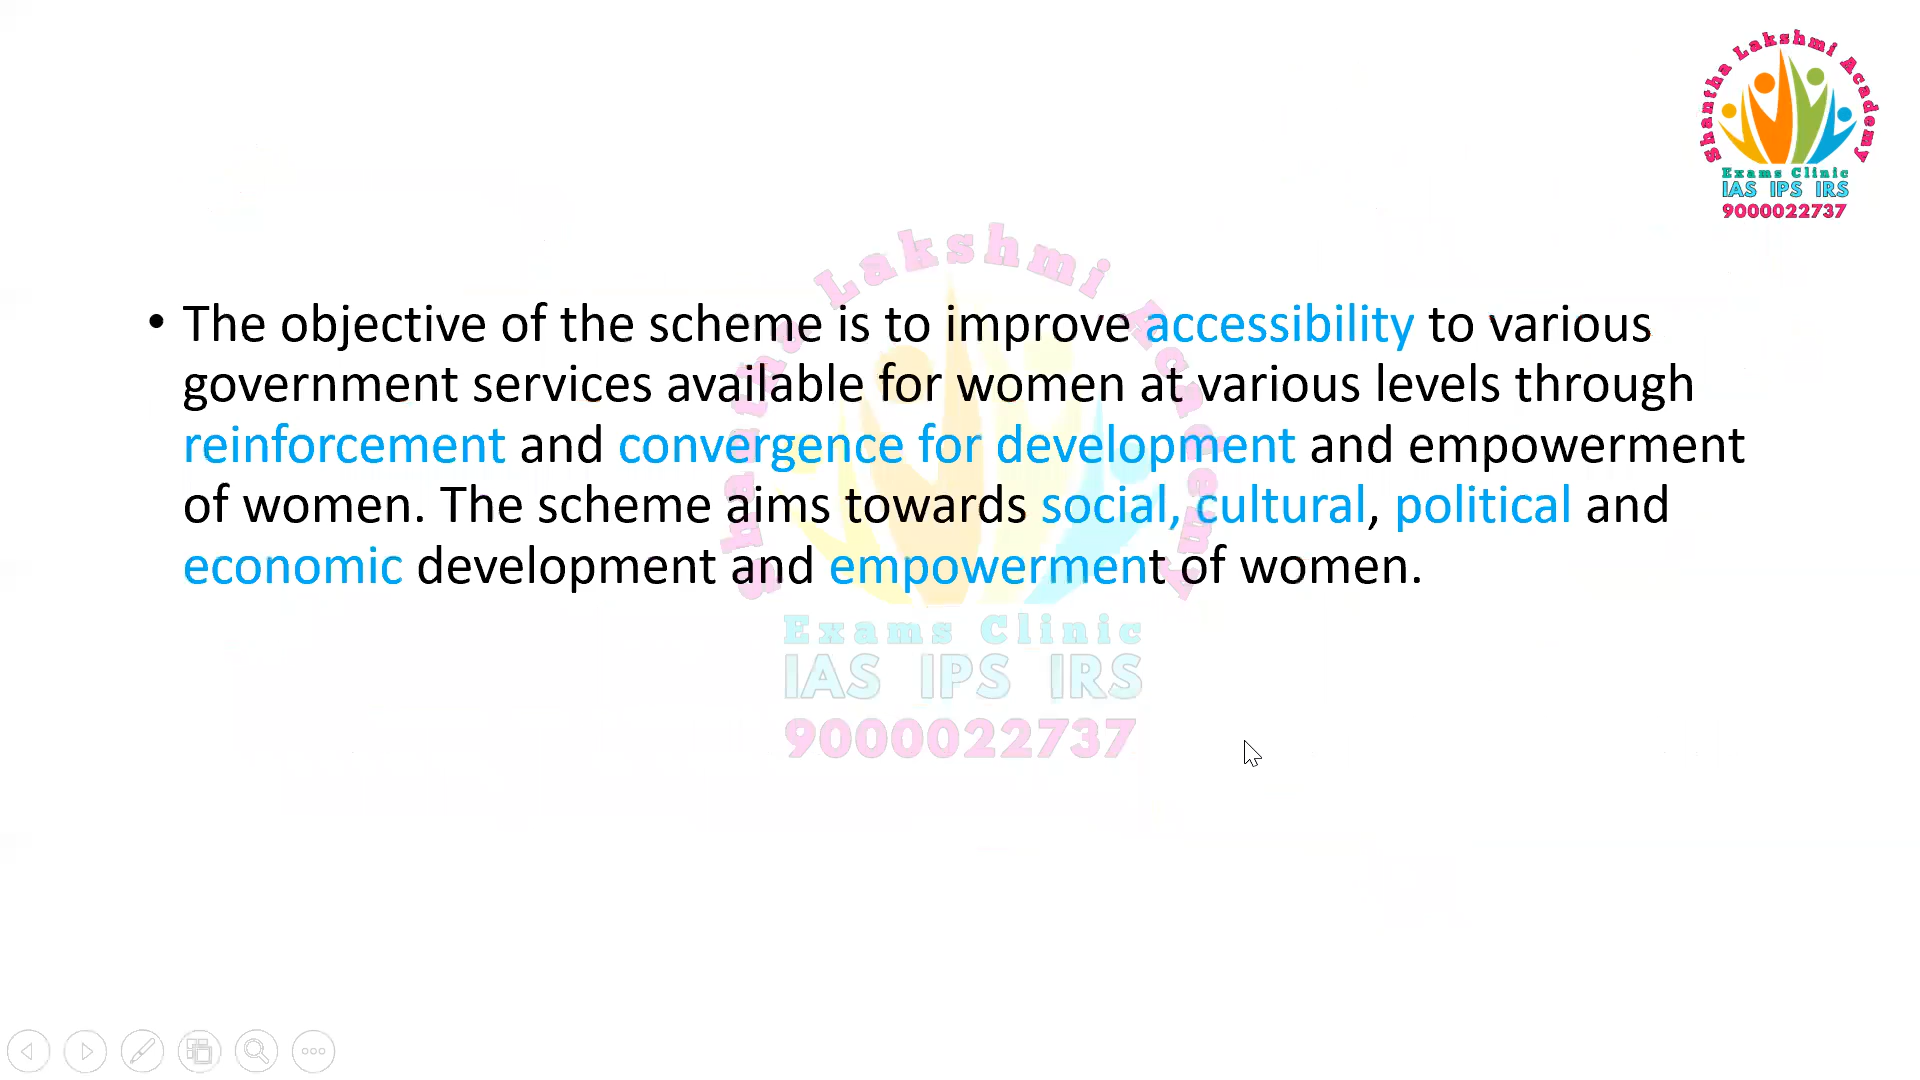 Shantha Lakshmi Academy
Exams Clinic
IAS IPS IRS
9000022737
• The objective of the scheme is to improve accessibility to various
government services available for women at various levels through
reinforcement and convergence for development and empowerment
of women. The scheme aims towards social, cultural, political and
economic development and empowerment of women.
Shantha Lakshmi Academy
Exams Clinic
IAS IPS IRS
9000022737